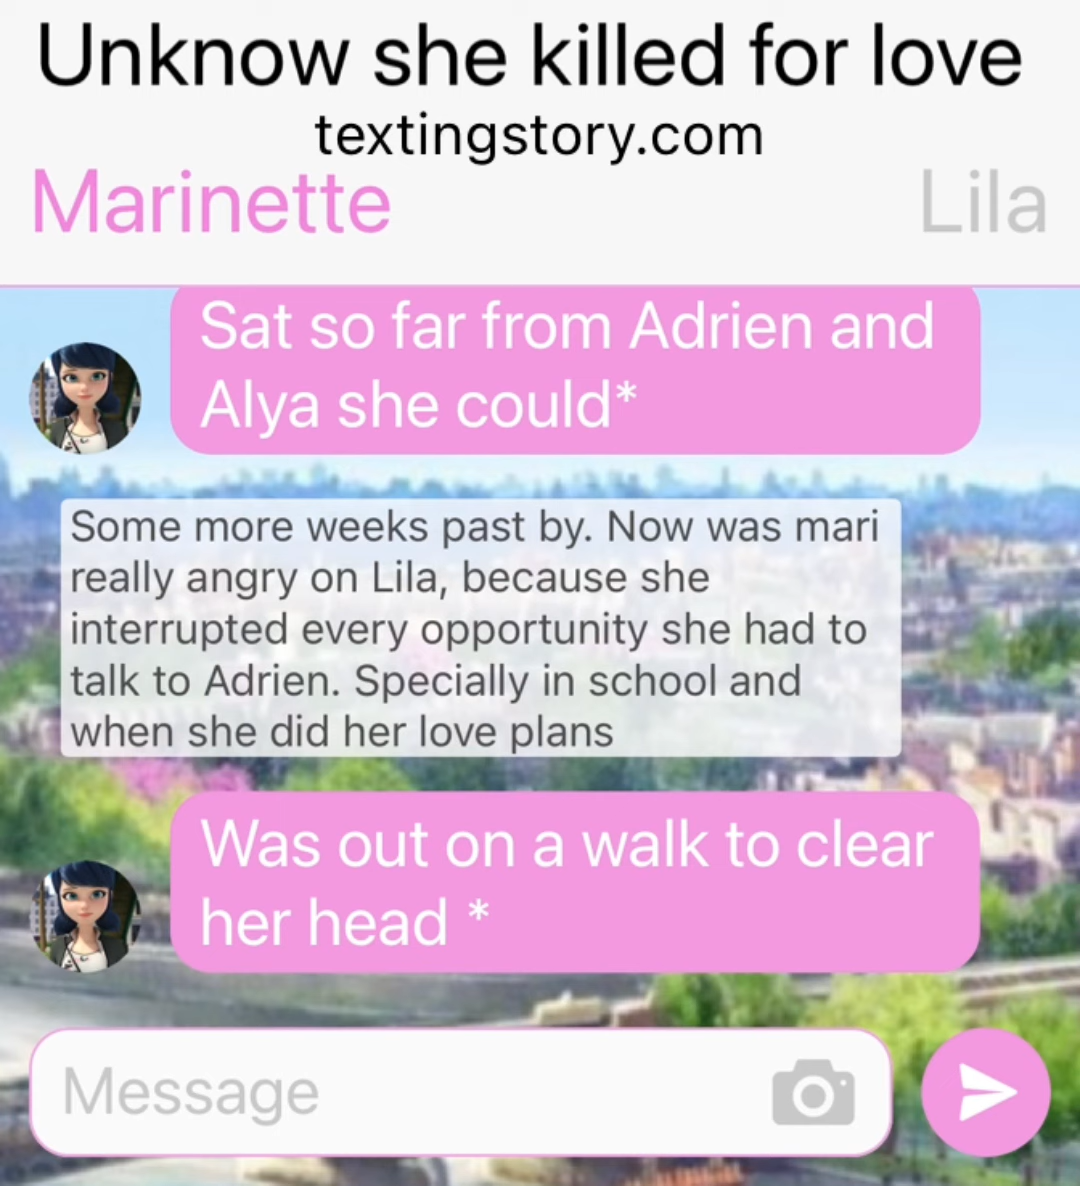 Unknow she killed for love
textingstory.com
Marinette Lila
Sat so far from Adrien and
Alya she could*
Some more weeks past by. Now was mari
really angry on Lila, because she
interrupted every opportunity she had to
talk to Adrien. Specially in school and
when she did her love plans
Was out on a walk to clear
her head *
Message